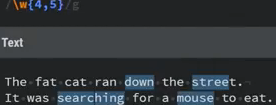 /\w{4,5}/g
Text
The fat cat ran down the street.
It was searching for a mouse to eat.